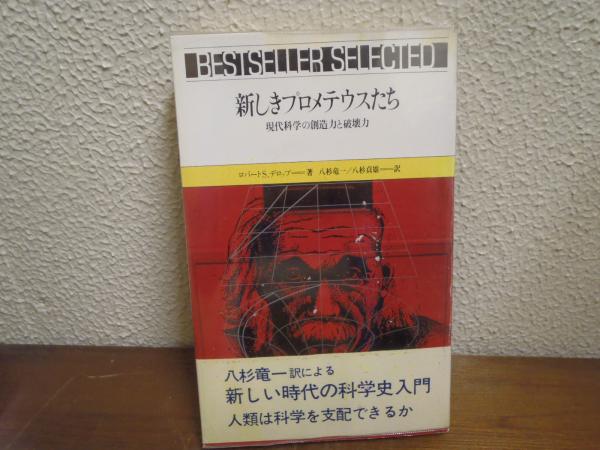 BESTSELLER SELECTED
新しきプロメテウスたち
現代科学の創造力と破壊力
ロバートS.デロップ——著 八杉竜一/八杉貞雄——訳
八杉竜一訳による
新しい時代の科学史入門
人類は科学を支配できるか